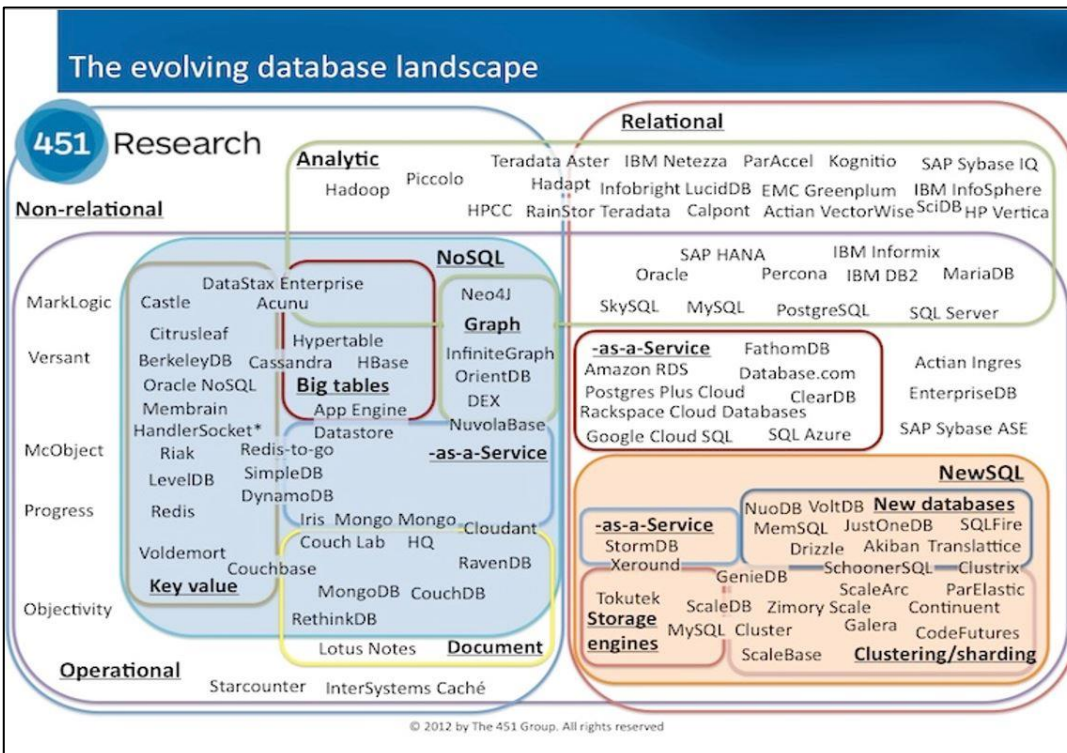 The evolving database landscape
451 Research
Relational
Analytic
Teradata Aster IBM Netezza ParAccel Kognitio SAP Sybase IQ
Hadoop Piccolo Hadapt Infobright LucidDB EMC Greenplum IBM InfoSphere
Non-relational
HPCC RainStor Teradata Calpont Actian VectorWise SciDB HP Vertica
NoSQL
SAP HANA IBM Informix
Oracle Percona IBM DB2 MariaDB
DataStax Enterprise
MarkLogic Castle Acunu Neo4J SkySQL MySQL PostgreSQL SQL Server
Graph
Citrusleaf Hypertable
Versant BerkeleyDB Cassandra HBase InfiniteGraph
-as-a-Service FathomDB Actian Ingres
Amazon RDS Database.com
Oracle NoSQL Big tables OrientDB
Postgres Plus Cloud ClearDB EnterpriseDB
Membrain App Engine DEX
Rackspace Cloud Databases
HandlerSocket* Datastore NuvolaBase
Google Cloud SQL SQL Azure SAP Sybase ASE
McObject Riak Redis-to-go -as-a-Service
LevelDB SimpleDB
DynamoDB
NewSQL
Progress Redis Iris Mongo Mongo Cloudant
NuoDB VoltDB New databases
-as-a-Service MemSQL JustOneDB SQLFire
Couch Lab HQ
StormDB Drizzle Akiban Translattice
Voldemort Couchbase RavenDB
Xeround SchoonerSQL Clustrix
Key value MongoDB CouchDB
GenieDB ScaleArc ParElastic
Objectivity RethinkDB
Tokutek ScaleDB Zimory Scale Continuent
Storage Galera
engines MySQL Cluster CodeFutures
Lotus Notes Document
ScaleBase Clustering/sharding
Operational
Starcounter InterSystems Caché
© 2012 by The 451 Group. All rights reserved